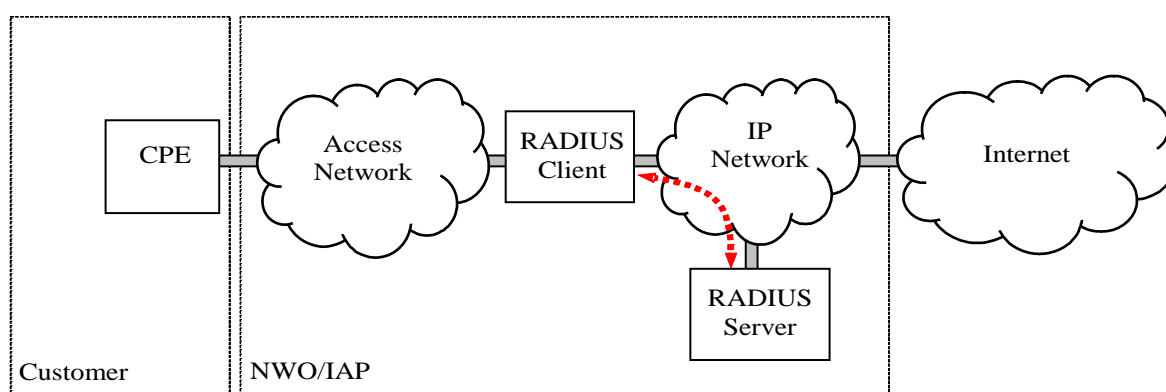 CPE
Access
Network
RADIUS
Client
IP
Network
Internet
RADIUS
Server
Customer
NWO/IAP